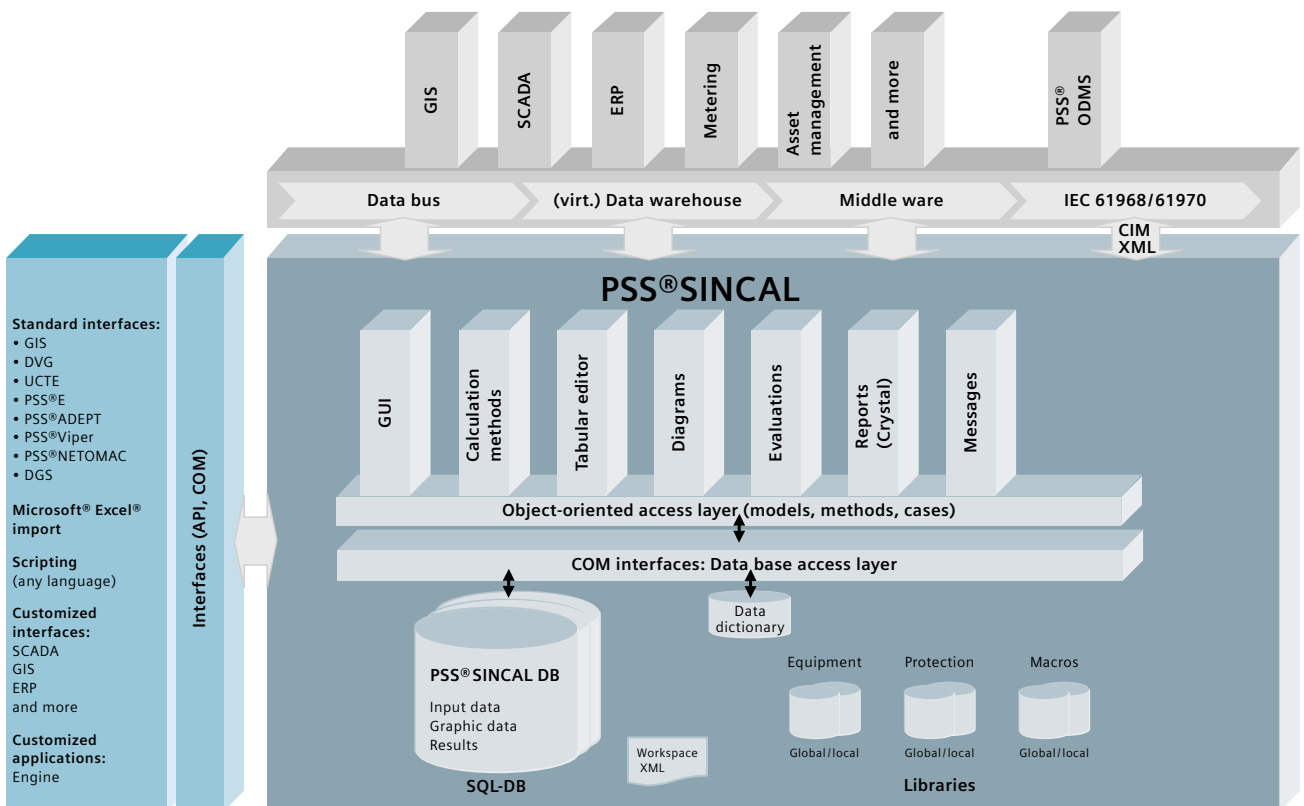 GIS
SCADA
ERP
Metering
Asset
management
and more
PSS®
ODMS
Data bus
(virt.) Data warehouse
Middle ware
IEC 61968/61970
CIM
XML
PSS®SINCAL
Standard interfaces:
• GIS
• DVG
• UCTE
• PSS®E
• PSS®ADEPT
• PSS®Viper
• PSS®NETOMAC
• DGS
Microsoft® Excel®
import
Scripting
(any language)
Customized
interfaces:
SCADA
GIS
ERP
and more
Customized
applications:
Engine
Interfaces (API, COM)
GUI
Calculation
methods
Tabular editor
Diagrams
Evaluations
Reports
(Crystal)
Messages
Object-oriented access layer (models, methods, cases)
COM interfaces: Data base access layer
Data
dictionary
PSS®SINCAL DB
Input data
Graphic data
Results
SQL-DB
Workspace
XML
Equipment
Protection
Macros
Global/local
Global/local
Global/local
Libraries